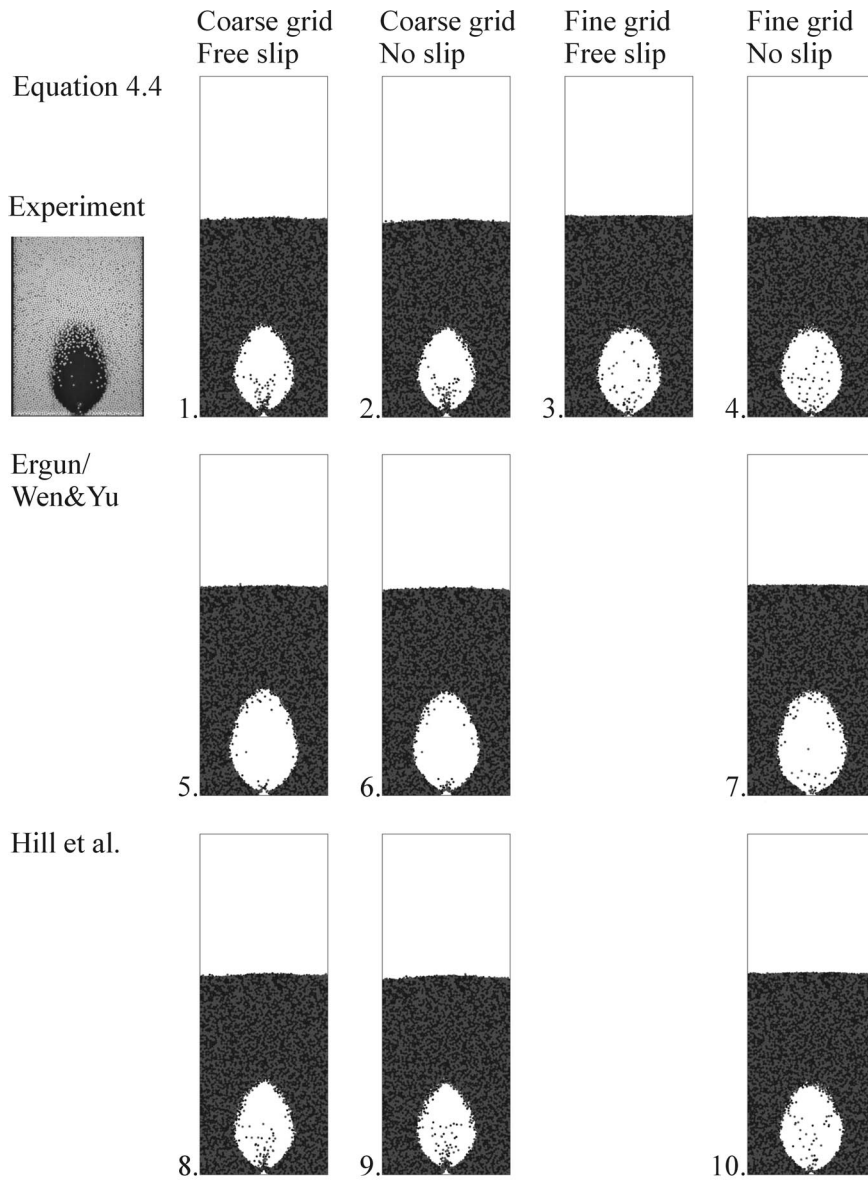 Coarse grid
Free slip
Coarse grid
No slip
Fine grid
Free slip
Fine grid
No slip
Equation 4.4
Experiment
1.
2.
3.
4.
Ergun/
Wen&Yu
5.
6.
7.
Hill et al.
8.
9.
10.